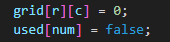 grid[r][c] = 0;
used[num] = false;